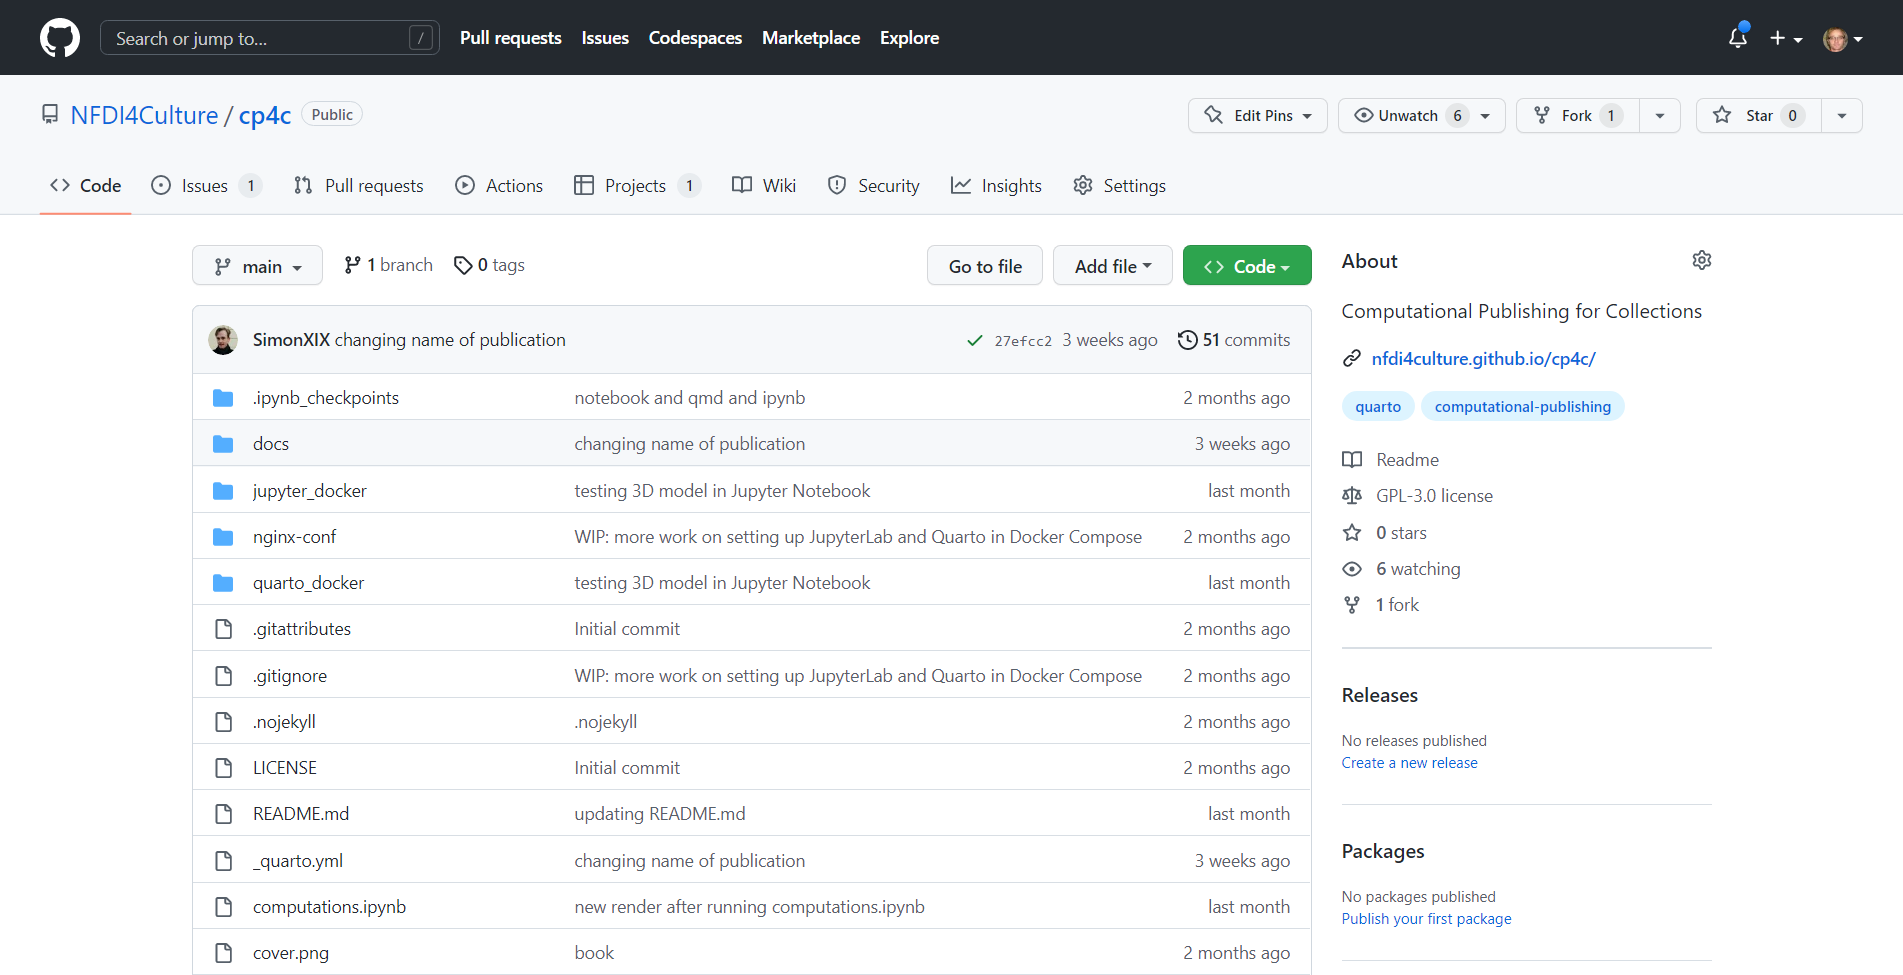 Search or jump to... / Pull requests Issues Codespaces Marketplace Explore
NFDI4Culture / cp4c Public Edit Pins Unwatch 6 Fork 1 Star 0
Code Issues 1 Pull requests Actions Projects 1 Wiki Security Insights Settings
main 1 branch 0 tags Go to file Add file Code
SimonXIX changing name of publication 27efcc2 3 weeks ago 51 commits
.ipynb_checkpoints notebook and qmd and ipynb 2 months ago
docs changing name of publication 3 weeks ago
jupyter_docker testing 3D model in Jupyter Notebook last month
nginx-conf WIP: more work on setting up JupyterLab and Quarto in Docker Compose 2 months ago
quarto_docker testing 3D model in Jupyter Notebook last month
.gitattributes Initial commit 2 months ago
.gitignore WIP: more work on setting up JupyterLab and Quarto in Docker Compose 2 months ago
.nojekyll .nojekyll 2 months ago
LICENSE Initial commit 2 months ago
README.md updating README.md last month
_quarto.yml changing name of publication 3 weeks ago
computations.ipynb new render after running computations.ipynb last month
cover.png book 2 months ago
About
Computational Publishing for Collections
nfdi4culture.github.io/cp4c/
quarto computational-publishing
Readme
GPL-3.0 license
0 stars
6 watching
1 fork
Releases
No releases published
Create a new release
Packages
No packages published
Publish your first package